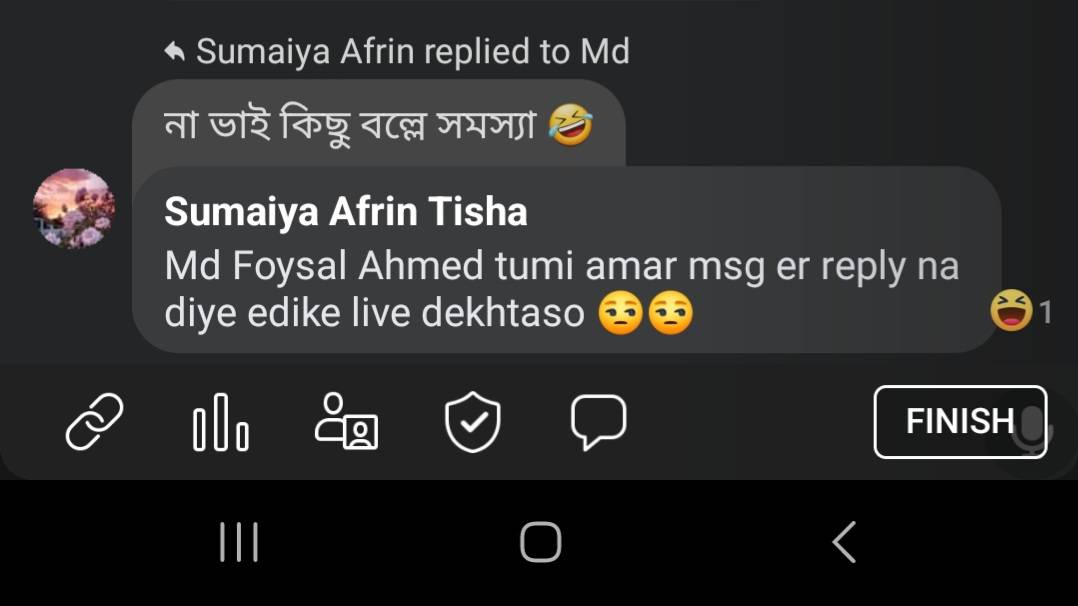 Sumaiya Afrin replied to Md
না ভাই কিছু বল্লে সমস্যা 🤣
Sumaiya Afrin Tisha
Md Foysal Ahmed tumi amar msg er reply na
diye edike live dekhtaso 😒😒
1
FINISH